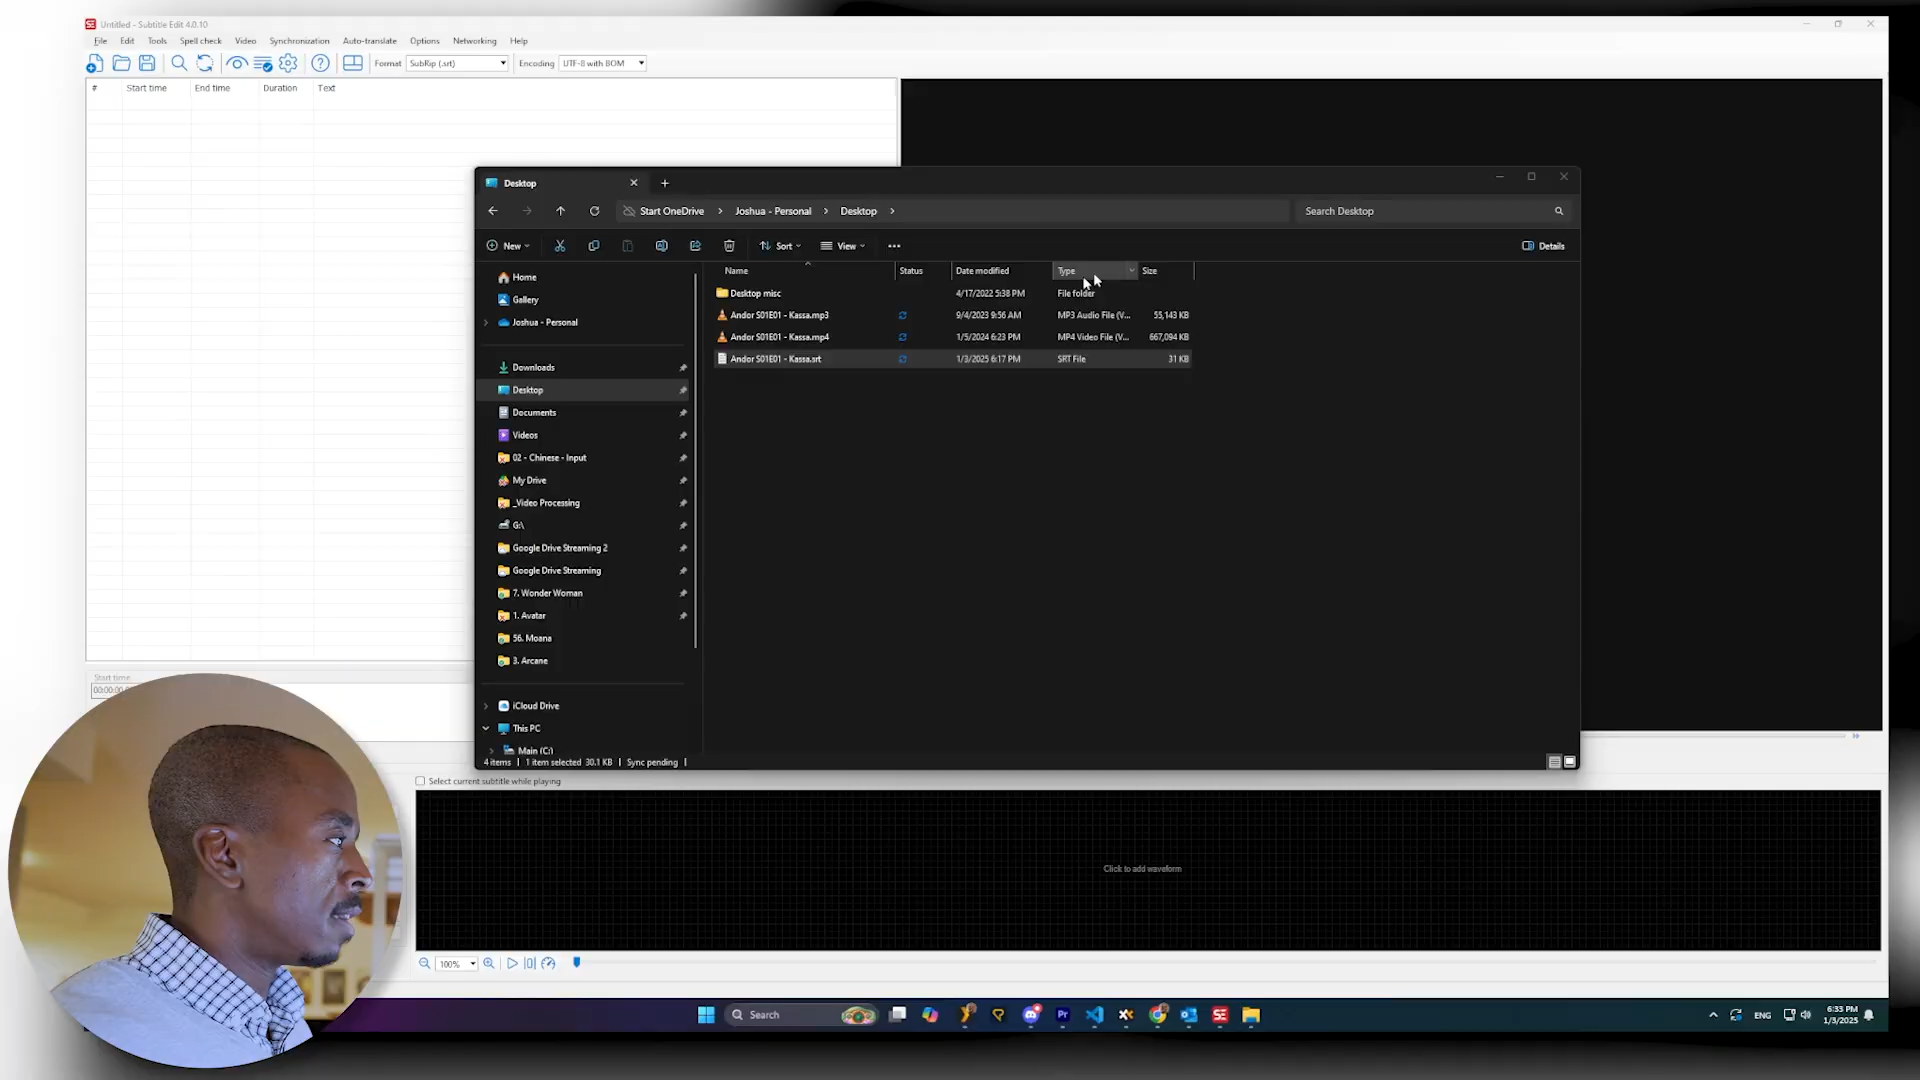 Untitled - Subtitle Edit 4.0.10
File Edit Tools Spell check Video Synchronization Auto-translate Options Networking Help
Format SubRip (.srt) Encoding UTF-8 with BOM
# Start time End time Duration Text
Desktop
Start OneDrive Joshua - Personal Desktop Search Desktop
New Sort View Details
Home
Gallery
Joshua - Personal
Downloads
Desktop
Documents
Videos
02 - Chinese - Input
My Drive
_Video Processing
G:\
Google Drive Streaming 2
Google Drive Streaming
7. Wonder Woman
1. Avatar
56. Moana
3. Arcane
iCloud Drive
This PC
Main (C:)
Name Status Date modified Type Size
Desktop misc 4/17/2022 5:38 PM File folder
Andor S01E01 - Kassa.mp3 9/4/2023 9:56 AM MP3 Audio File (V... 55,143 KB
Andor S01E01 - Kassa.mp4 1/5/2024 6:23 PM MP4 Video File (V... 667,094 KB
Andor S01E01 - Kassa.srt 1/3/2025 6:17 PM SRT File 31 KB
4 items 1 item selected 30.1 KB Sync pending
Start time
00:00:00
Select current subtitle while playing
Click to add waveform
100%
Search
Pr
SE
ENG
6:33 PM
1/3/2025